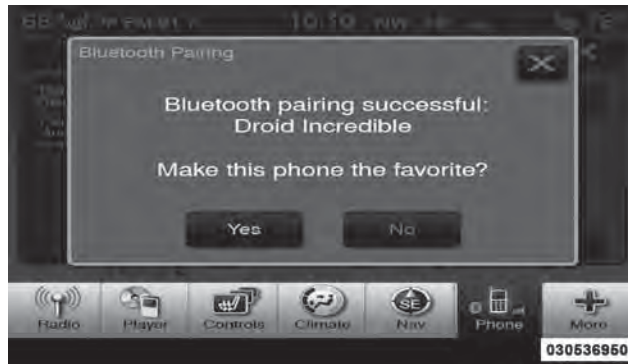 Bluetooth Pairing
Bluetooth pairing successful:
Droid Incredible
Make this phone the favorite?
Yes
No
Radio
Player
Controls
Climate
SE
Nav
Phone
More
030536950